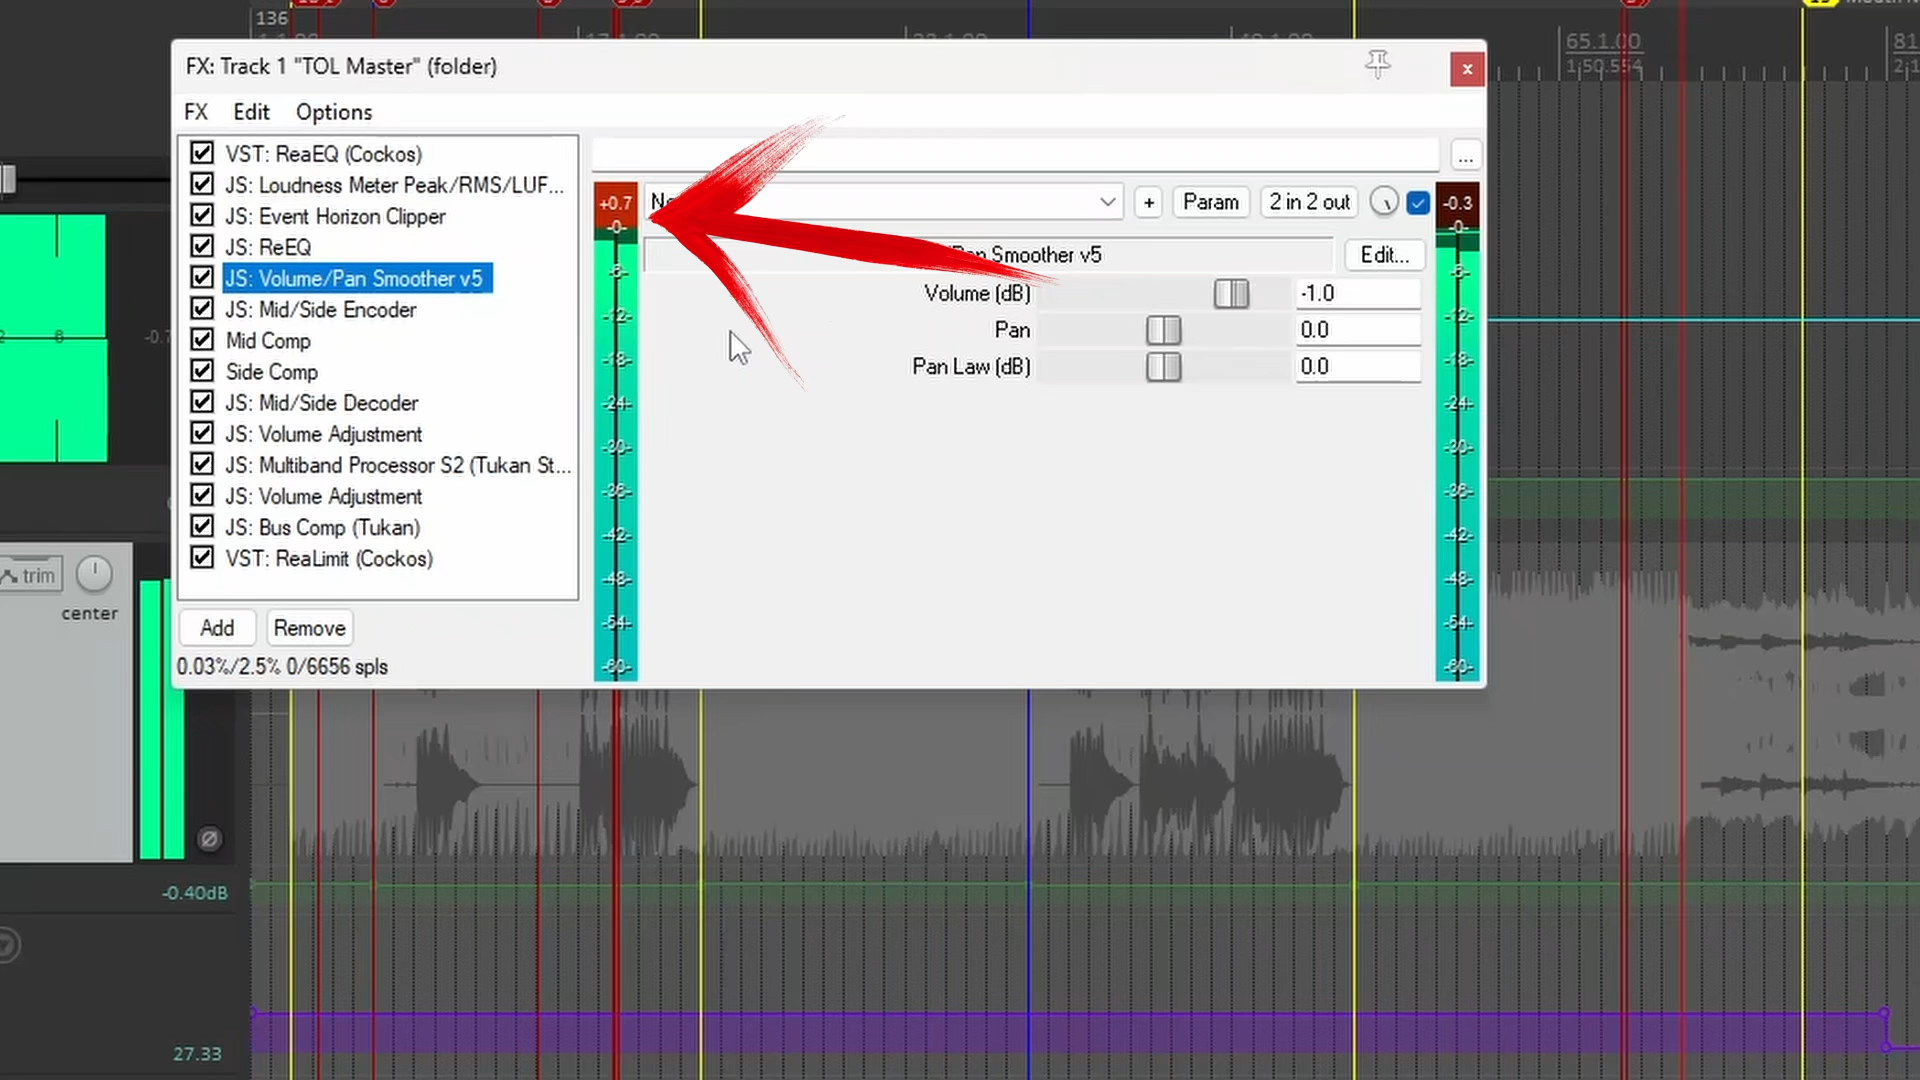 136
65.1.00
1:50.554
81
FX: Track 1 "TOL Master" (folder)
x
FX Edit Options
VST: ReaEQ (Cockos)
JS: Loudness Meter Peak/RMS/LUF...
JS: Event Horizon Clipper
JS: ReEQ
JS: Volume/Pan Smoother v5
JS: Mid/Side Encoder
Mid Comp
Side Comp
JS: Mid/Side Decoder
JS: Volume Adjustment
JS: Multiband Processor S2 (Tukan St...
JS: Volume Adjustment
JS: Bus Comp (Tukan)
VST: ReaLimit (Cockos)
Add Remove
0.03%/2.5% 0/6656 spls
...
+0.7
-0-
-6-
-12-
-18-
-24-
-30-
-36-
-42-
-48-
-54-
-60-
+ Param 2 in 2 out
/Pan Smoother v5
Edit...
Volume (dB) -1.0
Pan 0.0
Pan Law (dB) 0.0
-0.3
-0-
-6-
-12-
-18-
-24-
-30-
-36-
-42-
-48-
-54-
-60-
6
trim
center
-0.40dB
27.33